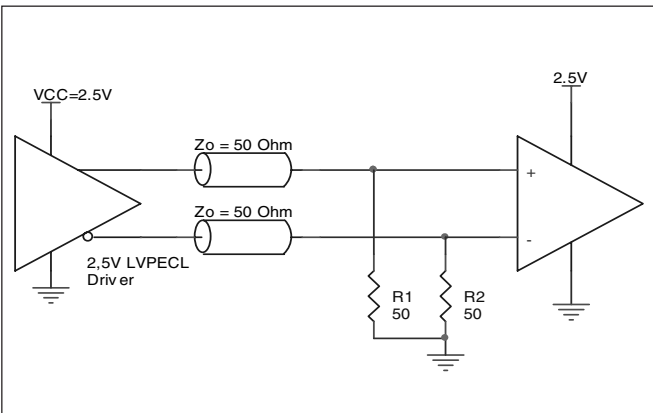 VCC=2.5V
2.5V
Zo = 50 Ohm
+
Zo = 50 Ohm
-
2,5V LVPECL
Driver
R1
50
R2
50